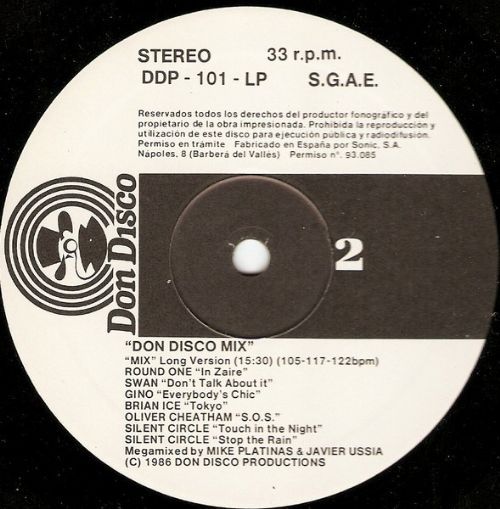 STEREO 33 r.p.m.
DDP - 101 - LP S.G.A.E.
Reservados todos los derechos del productor fonográfico y del
propietario de la obra impresionada. Prohibida la reproducción y
utilización de este disco para ejecución pública y radiodifusión.
Permiso en trámite Fabricado en España por Sonic, S.A.
Nápoles, 8 (Barberá del Vallés) Permiso nº. 93.085
Don Disco
2
"DON DISCO MIX"
"MIX" Long Version (15:30) (105-117-122bpm)
ROUND ONE "In Zaire"
SWAN "Don't Talk About it"
GINO "Everybody's Chic"
BRIAN ICE "Tokyo"
OLIVER CHEATHAM "S.O.S."
SILENT CIRCLE "Touch in the Night"
SILENT CIRCLE "Stop the Rain"
Megamixed by MIKE PLATINAS & JAVIER USSIA
(C) 1986 DON DISCO PRODUCTIONS